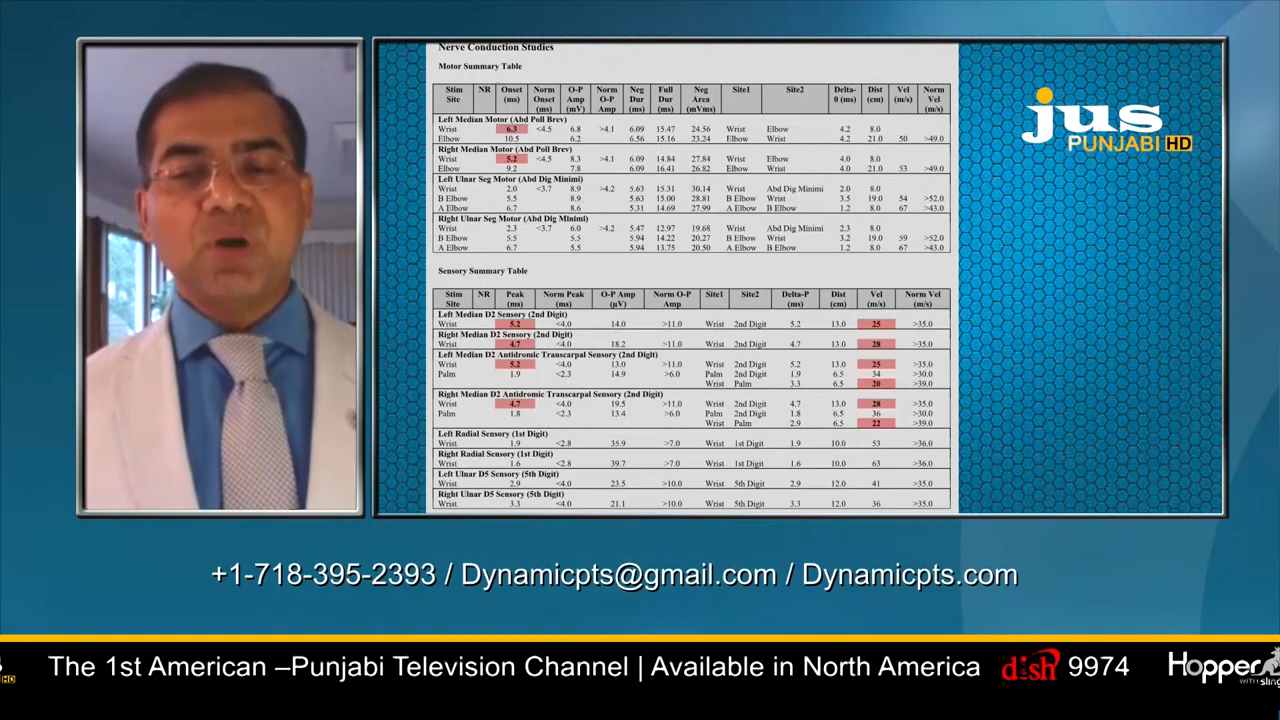 Nerve Conduction Studies
Motor Summary Table
Stim Site NR Onset (ms) Norm Onset (ms) O-P Amp (mV) Norm O-P Amp Neg Dur (ms) Full Dur (ms) Neg Area (mVms) Site1 Site2 Delta-0 (ms) Dist (cm) Vel (m/s) Norm Vel (m/s)
Left Median Motor (Abd Poll Brev)
Wrist 6.3 <4.5 6.8 >4.1 6.09 15.47 24.56 Wrist Elbow 4.2 8.0
Elbow 10.5 6.2 6.56 15.16 23.24 Elbow Wrist 4.2 21.0 50 >49.0
Right Median Motor (Abd Poll Brev)
Wrist 5.2 <4.5 8.3 >4.1 6.09 14.84 27.84 Wrist Elbow 4.0 8.0
Elbow 9.2 7.8 6.09 16.41 26.82 Elbow Wrist 4.0 21.0 53 >49.0
Left Ulnar Seg Motor (Abd Dig Minimi)
Wrist 2.0 <3.7 8.9 >4.2 5.63 15.31 30.14 Wrist Abd Dig Minimi 2.0 8.0
B Elbow 5.5 8.9 5.63 15.00 28.81 B Elbow Wrist 3.5 19.0 54 >52.0
A Elbow 6.7 8.6 5.31 14.69 27.99 A Elbow B Elbow 1.2 8.0 67 >43.0
Right Ulnar Seg Motor (Abd Dig Minimi)
Wrist 2.3 <3.7 6.0 >4.2 5.47 12.97 19.68 Wrist Abd Dig Minimi 2.3 8.0
B Elbow 5.5 5.5 5.94 14.22 20.27 B Elbow Wrist 3.2 19.0 59 >52.0
A Elbow 6.7 5.5 5.94 13.75 20.50 A Elbow B Elbow 1.2 8.0 67 >43.0
Sensory Summary Table
Stim Site NR Peak (ms) Norm Peak (ms) O-P Amp (µV) Norm O-P Amp Site1 Site2 Delta-P (ms) Dist (cm) Vel (m/s) Norm Vel (m/s)
Left Median D2 Sensory (2nd Digit)
Wrist 5.2 <4.0 14.0 >11.0 Wrist 2nd Digit 5.2 13.0 25 >35.0
Right Median D2 Sensory (2nd Digit)
Wrist 4.7 <4.0 18.2 >11.0 Wrist 2nd Digit 4.7 13.0 28 >35.0
Left Median D2 Antidromic Transcarpal Sensory (2nd Digit)
Wrist 5.2 <4.0 13.0 >11.0 Wrist 2nd Digit 5.2 13.0 25 >35.0
Palm 1.9 <2.3 14.9 >6.0 Palm 2nd Digit 1.9 6.5 34 >30.0
Wrist Palm 3.3 6.5 20 >39.0
Right Median D2 Antidromic Transcarpal Sensory (2nd Digit)
Wrist 4.7 <4.0 19.5 >11.0 Wrist 2nd Digit 4.7 13.0 28 >35.0
Palm 1.8 <2.3 13.4 >6.0 Palm 2nd Digit 1.8 6.5 36 >30.0
Wrist Palm 2.9 6.5 22 >39.0
Left Radial Sensory (1st Digit)
Wrist 1.9 <2.8 35.9 >7.0 Wrist 1st Digit 1.9 10.0 53 >36.0
Right Radial Sensory (1st Digit)
Wrist 1.6 <2.8 39.7 >7.0 Wrist 1st Digit 1.6 10.0 63 >36.0
Left Ulnar D5 Sensory (5th Digit)
Wrist 2.9 <4.0 23.5 >10.0 Wrist 5th Digit 2.9 12.0 41 >35.0
Right Ulnar D5 Sensory (5th Digit)
Wrist 3.3 <4.0 21.1 >10.0 Wrist 5th Digit 3.3 12.0 36 >35.0
jus
PUNJABI HD
+1-718-395-2393 / Dynamicpts@gmail.com / Dynamicpts.com
The 1st American –Punjabi Television Channel | Available in North America dish 9974 Hopper
WITH sling
HD